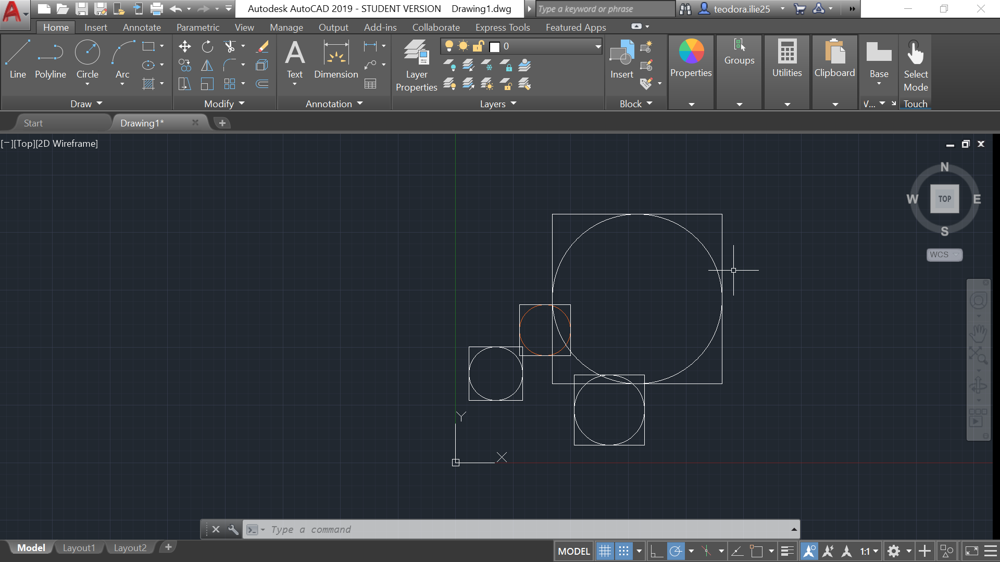 Autodesk AutoCAD 2019 - STUDENT VERSION Drawing1.dwg
Type a keyword or phrase
teodora.ilie25
Home Insert Annotate Parametric View Manage Output Add-ins Collaborate Express Tools Featured Apps
Line Polyline Circle Arc
Text Dimension
Layer Properties
0
Insert
Properties
Groups
Utilities
Clipboard
Base
Select Mode
Draw Modify Annotation Layers Block V... Touch
Start Drawing1*
[−][Top][2D Wireframe]
N
W TOP E
S
WCS
Y
X
Type a command
Model Layout1 Layout2
MODEL 1:1